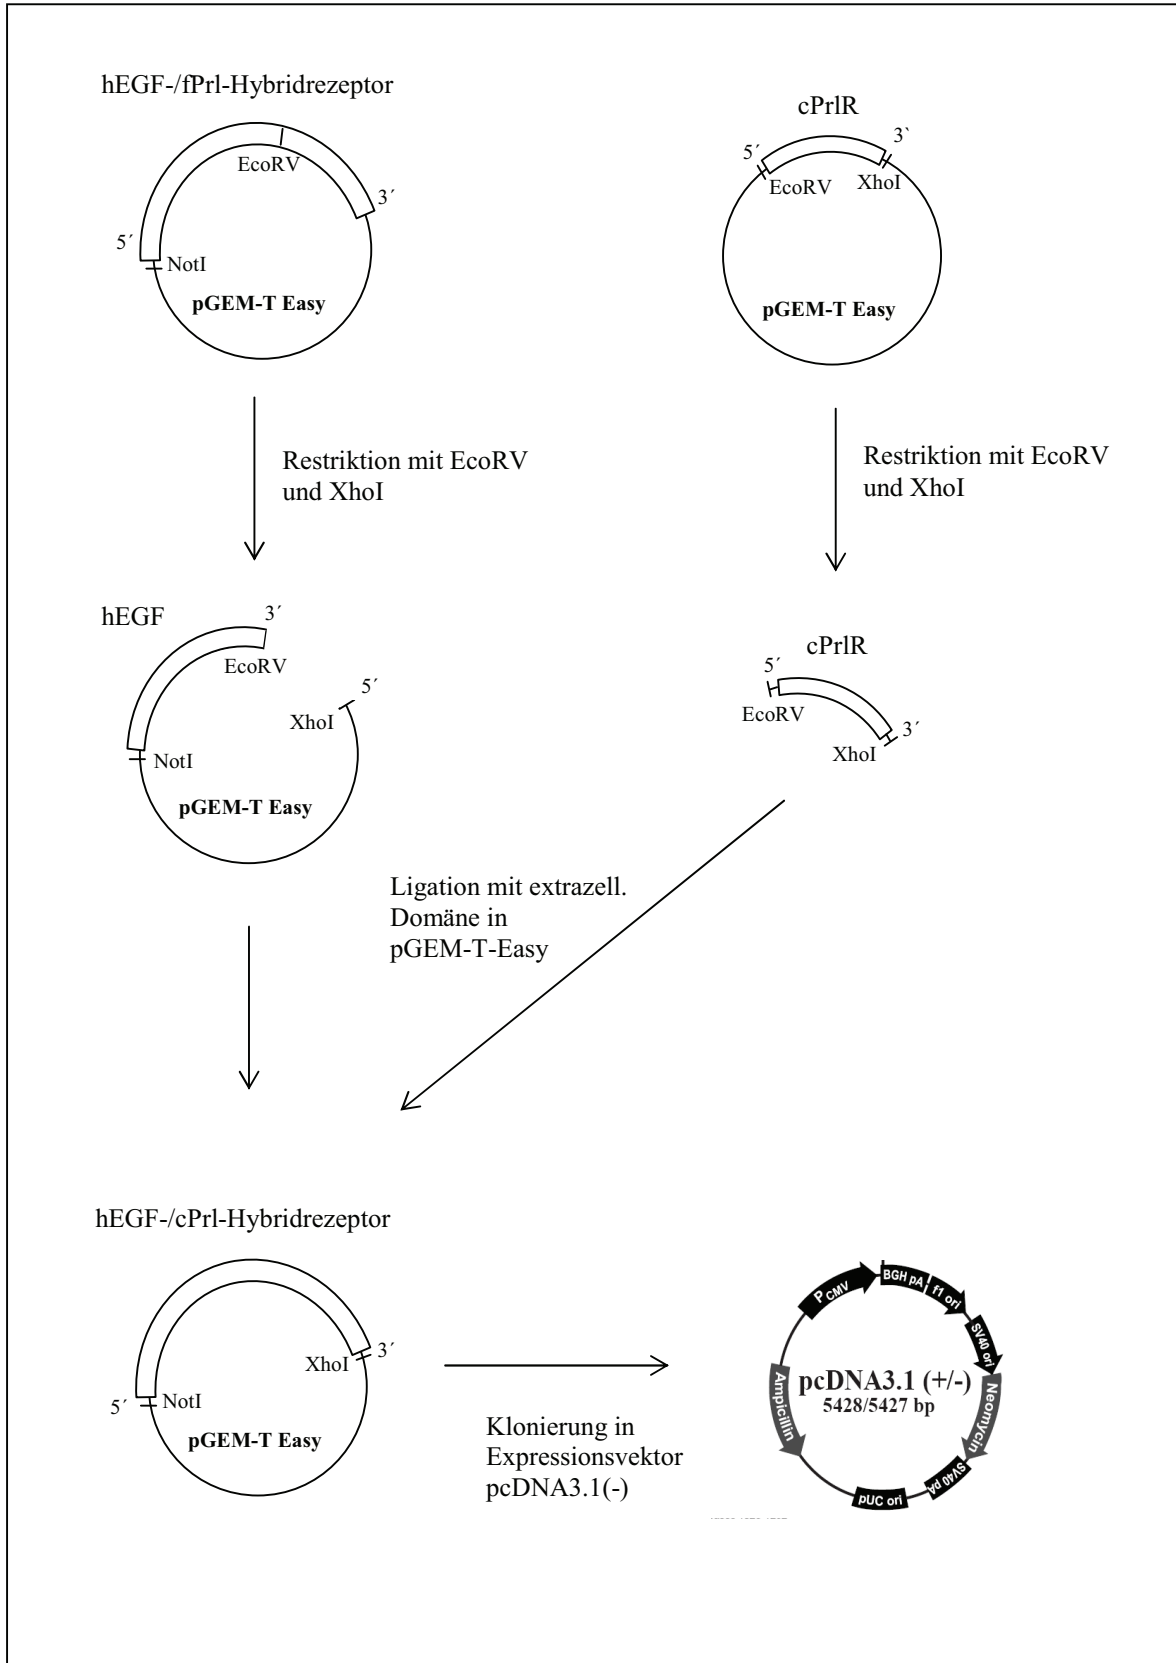 hEGF-/fPrl-Hybridrezeptor
EcoRV
3´
5´
NotI
pGEM-T Easy
cPrlR
5´
3`
EcoRV
XhoI
pGEM-T Easy
Restriktion mit EcoRV
und XhoI
Restriktion mit EcoRV
und XhoI
hEGF
3´
EcoRV
5´
XhoI
NotI
pGEM-T Easy
cPrlR
5´
EcoRV
3´
XhoI
Ligation mit extrazell.
Domäne in
pGEM-T-Easy
hEGF-/cPrl-Hybridrezeptor
XhoI
3´
5´
NotI
pGEM-T Easy
Klonierung in
Expressionsvektor
pcDNA3.1(-)
PCMV
BGH pA
f1 ori
SV40 ori
Neomycin
SV40 pA
pUC ori
Ampicillin
pcDNA3.1 (+/-)
5428/5427 bp